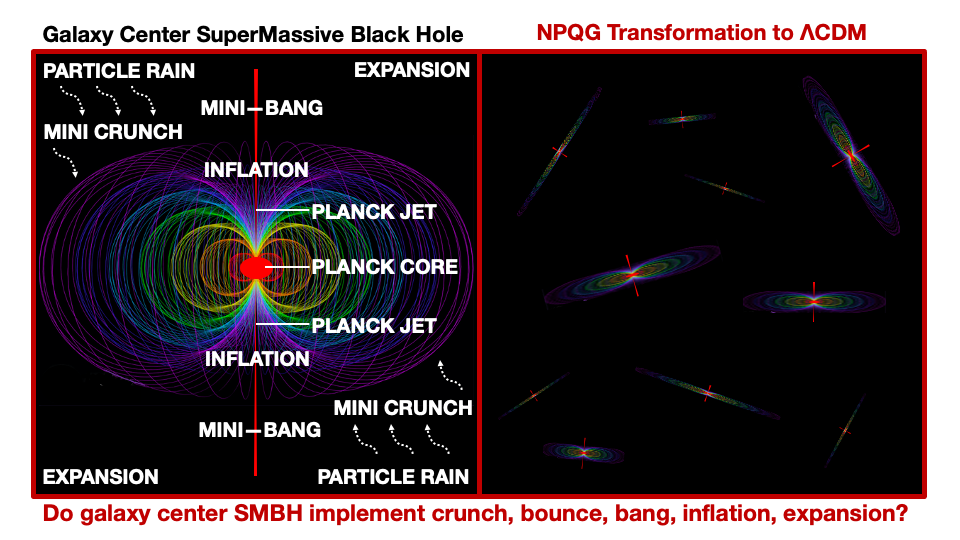 Galaxy Center SuperMassive Black Hole
NPQG Transformation to ΛCDM
PARTICLE RAIN
EXPANSION
MINI BANG
MINI CRUNCH
INFLATION
PLANCK JET
PLANCK CORE
PLANCK JET
INFLATION
MINI CRUNCH
MINI BANG
EXPANSION
PARTICLE RAIN
Do galaxy center SMBH implement crunch, bounce, bang, inflation, expansion?